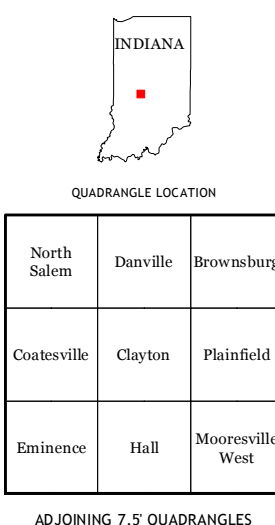 INDIANA
QUADRANGLE LOCATION
North
Salem
Danville
Brownsburg
Coatesville
Clayton
Plainfield
Eminence
Hall
Mooresville
West
ADJOINING 7.5' QUADRANGLES